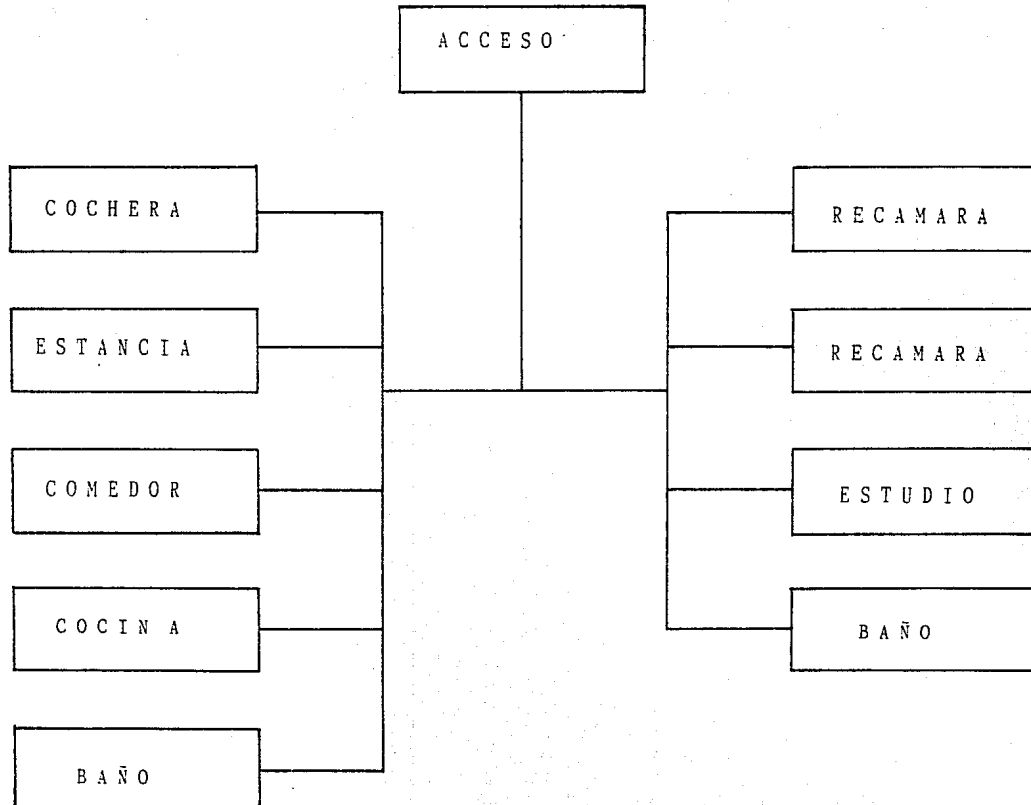 ACCESO
COCHERA
ESTANCIA
COMEDOR
COCINA
BAÑO
RECAMARA
RECAMARA
ESTUDIO
BAÑO